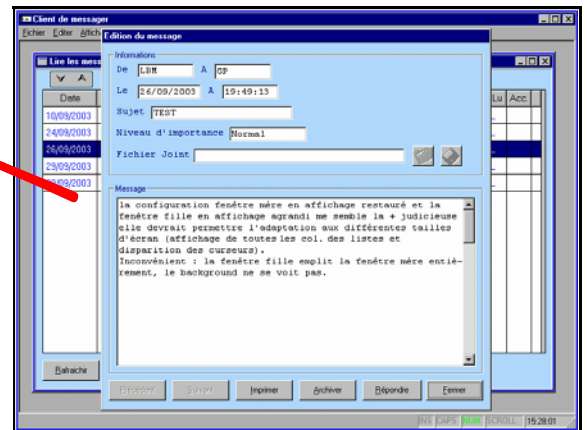 Client de messager
Fichier Editer Affich
Edition du message
Lire les mess
Informations
De LBM A GP
Le 26/09/2003 A 19:49:13
Sujet TEST
Niveau d'importance Normal
Fichier Joint
Date
Lu Acc.
10/09/2003
24/09/2003
26/09/2003
29/09/2003
Message
la configuration fenêtre mère en affichage restauré et la
fenêtre fille en affichage agrandi me semble la + judicieuse
elle devrait permettre l'adaptation aux différentes tailles
d'écran (affichage de toutes les col. des listes et
disparition des curseurs).
Inconvénient : la fenêtre fille emplit la fenêtre mère entiè-
rement, le background ne se voit pas.
Rafraichir
Précédent Suivant Imprimer Archiver Répondre Fermer
INS CAPS NUM SCROLL 15:28:01